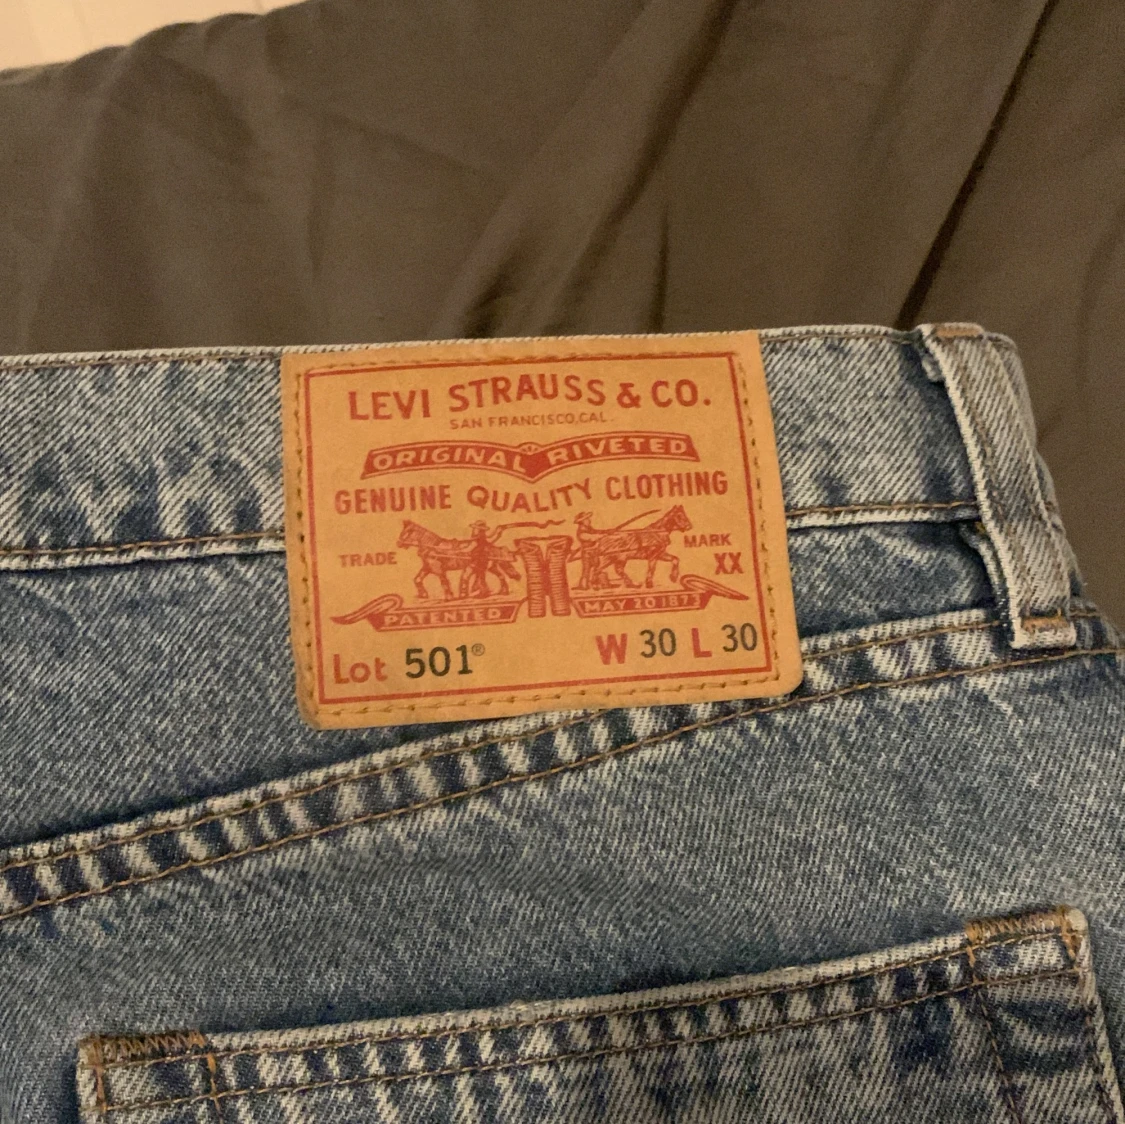 LEVI STRAUSS & CO.
SAN FRANCISCO, CAL.
ORIGINAL RIVETED
GENUINE QUALITY CLOTHING
TRADE MARK
XX
PATENTED MAY 20 1873
Lot 501® W 30 L 30